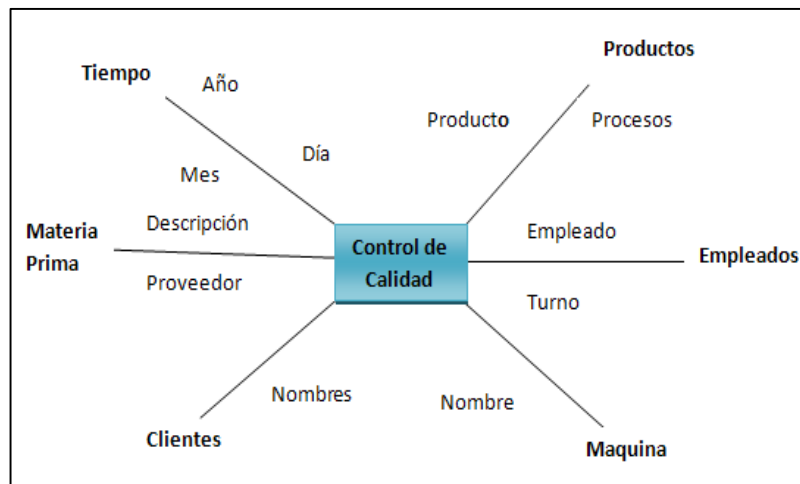 Productos
Tiempo
Año
Producto
Procesos
Día
Mes
Materia
Prima
Descripción
Proveedor
Control de
Calidad
Empleado
Empleados
Turno
Nombres
Nombre
Clientes
Maquina